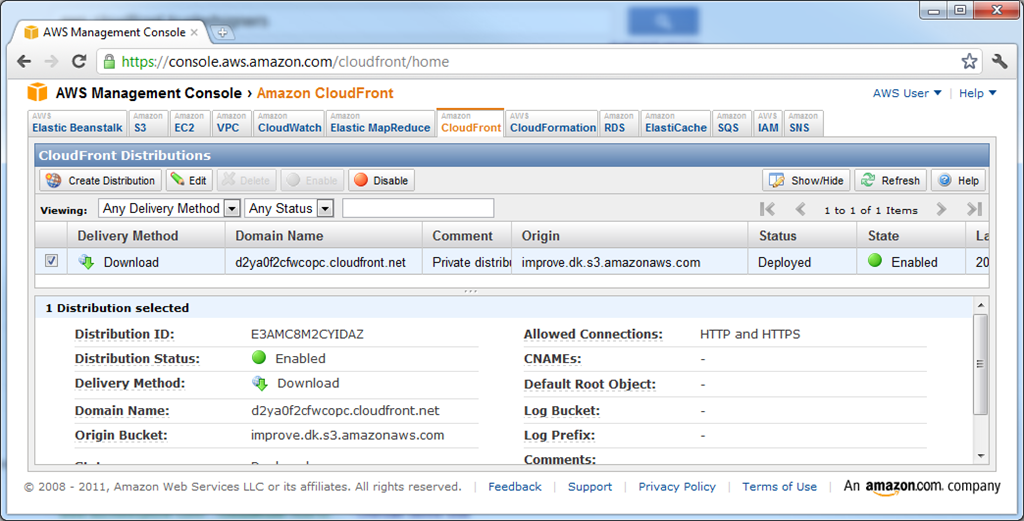 AWS Management Console
https://console.aws.amazon.com/cloudfront/home
AWS Management Console › Amazon CloudFront
AWS User Help
AWS Elastic Beanstalk
Amazon S3
Amazon EC2
Amazon VPC
Amazon CloudWatch
Amazon Elastic MapReduce
Amazon CloudFront
AWS CloudFormation
Amazon RDS
Amazon ElastiCache
Amazon SQS
AWS IAM
Amazon SNS
CloudFront Distributions
Create Distribution Edit Delete Enable Disable Show/Hide Refresh Help
Viewing: Any Delivery Method Any Status 1 to 1 of 1 Items
Delivery Method Domain Name Comment Origin Status State La
Download d2ya0f2cfwcopc.cloudfront.net Private distribu improve.dk.s3.amazonaws.com Deployed Enabled 20
1 Distribution selected
Distribution ID: E3AMC8M2CYIDAZ
Distribution Status: Enabled
Delivery Method: Download
Domain Name: d2ya0f2cfwcopc.cloudfront.net
Origin Bucket: improve.dk.s3.amazonaws.com
Allowed Connections: HTTP and HTTPS
CNAMEs: -
Default Root Object: -
Log Bucket: -
Log Prefix: -
Comments:
© 2008 - 2011, Amazon Web Services LLC or its affiliates. All rights reserved. | Feedback | Support | Privacy Policy | Terms of Use | An amazon.com. company